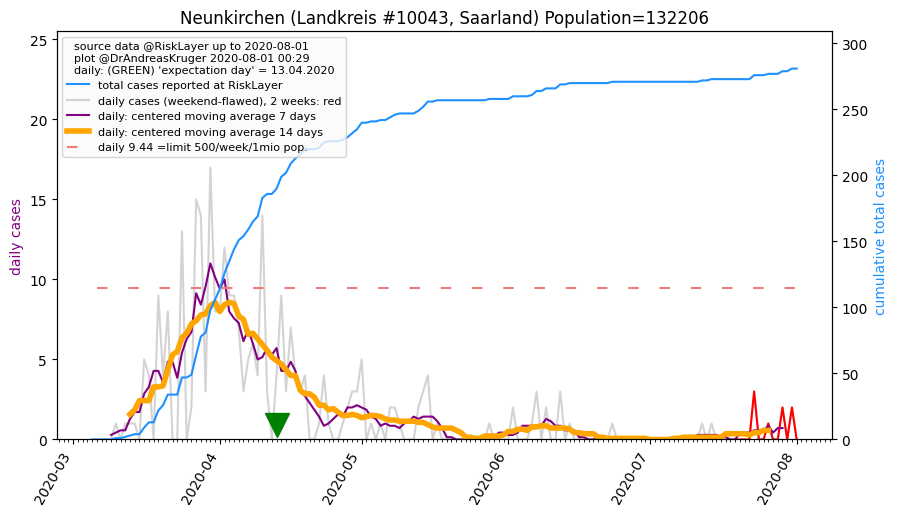 Neunkirchen (Landkreis #10043, Saarland) Population=132206
source data @RiskLayer up to 2020-08-01
plot @DrAndreasKruger 2020-08-01 00:29
daily: (GREEN) 'expectation day' = 13.04.2020
total cases reported at RiskLayer
daily cases (weekend-flawed), 2 weeks: red
daily: centered moving average 7 days
daily: centered moving average 14 days
daily 9.44 =limit 500/week/1mio pop.
daily cases
25
20
15
10
5
0
cumulative total cases
300
250
200
150
100
50
0
2020-03
2020-04
2020-05
2020-06
2020-07
2020-08